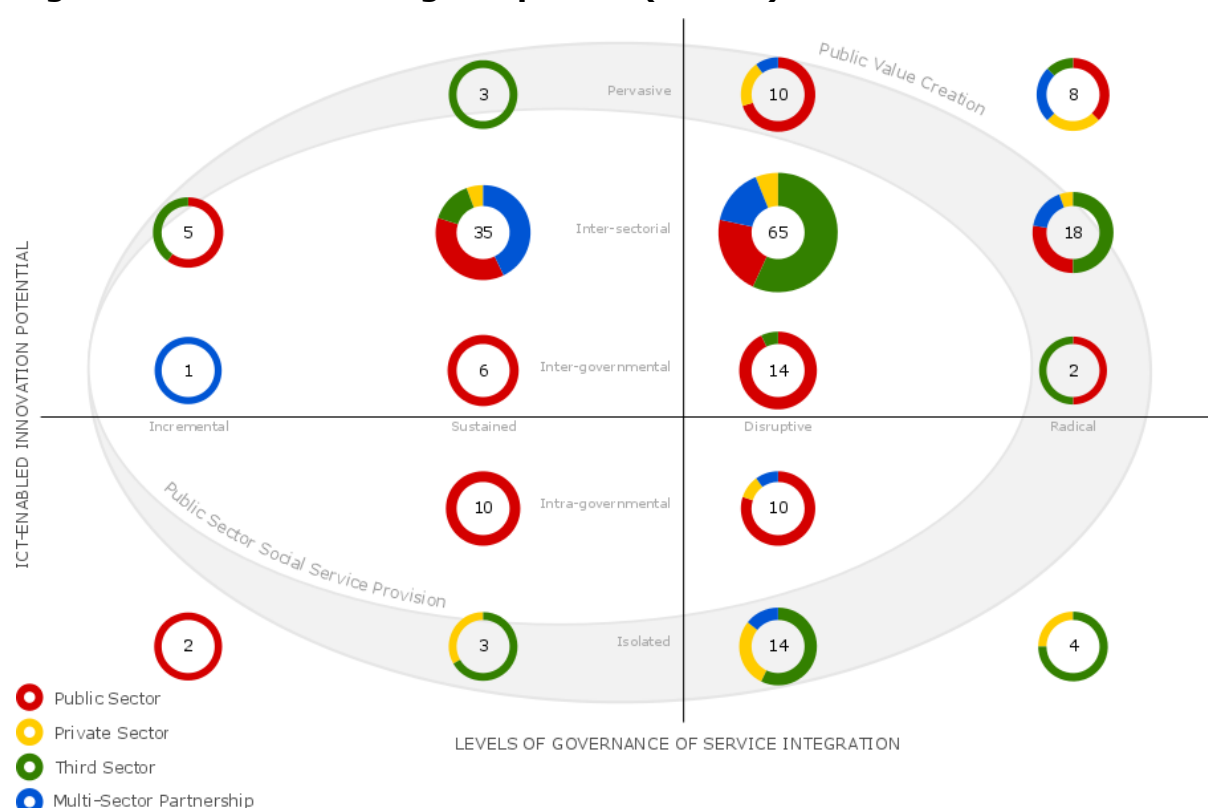 Public Value Creation
3
Pervasive
10
8
5
35
Inter-sectorial
65
18
1
6
Inter-governmental
14
2
Incremental
Sustained
Disruptive
Radical
ICT-ENABLED INNOVATION POTENTIAL
10
Intra-governmental
10
Public Sector Social Service Provision
2
3
Isolated
14
4
Public Sector
Private Sector
Third Sector
Multi-Sector Partnership
LEVELS OF GOVERNANCE OF SERVICE INTEGRATION